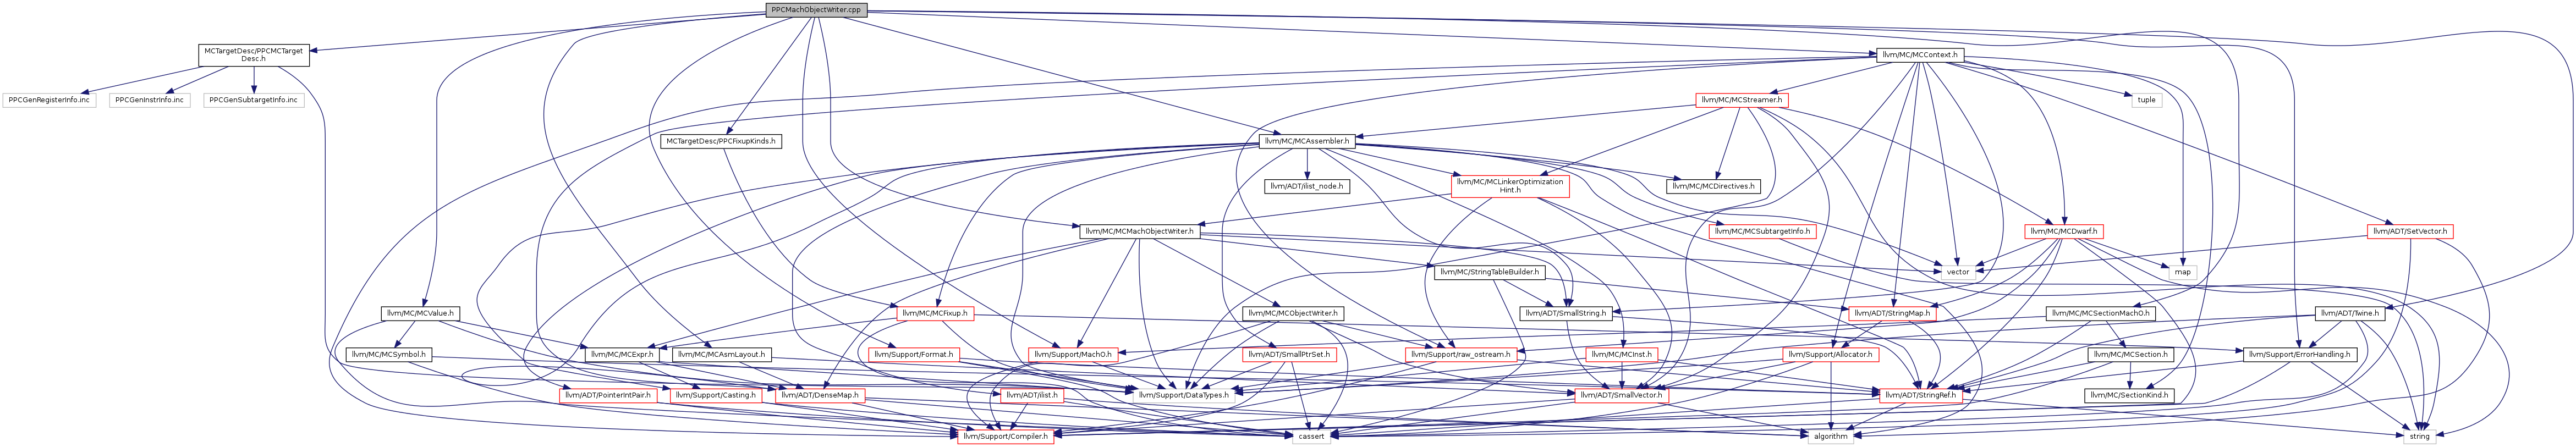 PPCMachObjectWriter.cpp
MCTargetDesc/PPCMCTarget
Desc.h
llvm/MC/MCContext.h
PPCGenRegisterInfo.inc
PPCGenInstrInfo.inc
PPCGenSubtargetInfo.inc
llvm/MC/MCStreamer.h
tuple
MCTargetDesc/PPCFixupKinds.h
llvm/MC/MCAssembler.h
llvm/ADT/ilist_node.h
llvm/MC/MCLinkerOptimization
Hint.h
llvm/MC/MCDirectives.h
llvm/MC/MCMachObjectWriter.h
llvm/MC/MCSubtargetInfo.h
llvm/MC/MCDwarf.h
llvm/ADT/SetVector.h
llvm/MC/StringTableBuilder.h
vector
map
llvm/MC/MCValue.h
llvm/MC/MCFixup.h
llvm/MC/MCObjectWriter.h
llvm/ADT/SmallString.h
llvm/ADT/StringMap.h
llvm/MC/MCSectionMachO.h
llvm/ADT/Twine.h
llvm/MC/MCSymbol.h
llvm/MC/MCExpr.h
llvm/MC/MCAsmLayout.h
llvm/Support/Format.h
llvm/Support/MachO.h
llvm/ADT/SmallPtrSet.h
llvm/Support/raw_ostream.h
llvm/MC/MCInst.h
llvm/Support/Allocator.h
llvm/MC/MCSection.h
llvm/Support/ErrorHandling.h
llvm/ADT/PointerIntPair.h
llvm/Support/Casting.h
llvm/ADT/DenseMap.h
llvm/Support/DataTypes.h
llvm/ADT/ilist.h
llvm/ADT/SmallVector.h
llvm/ADT/StringRef.h
llvm/MC/SectionKind.h
llvm/Support/Compiler.h
cassert
algorithm
string